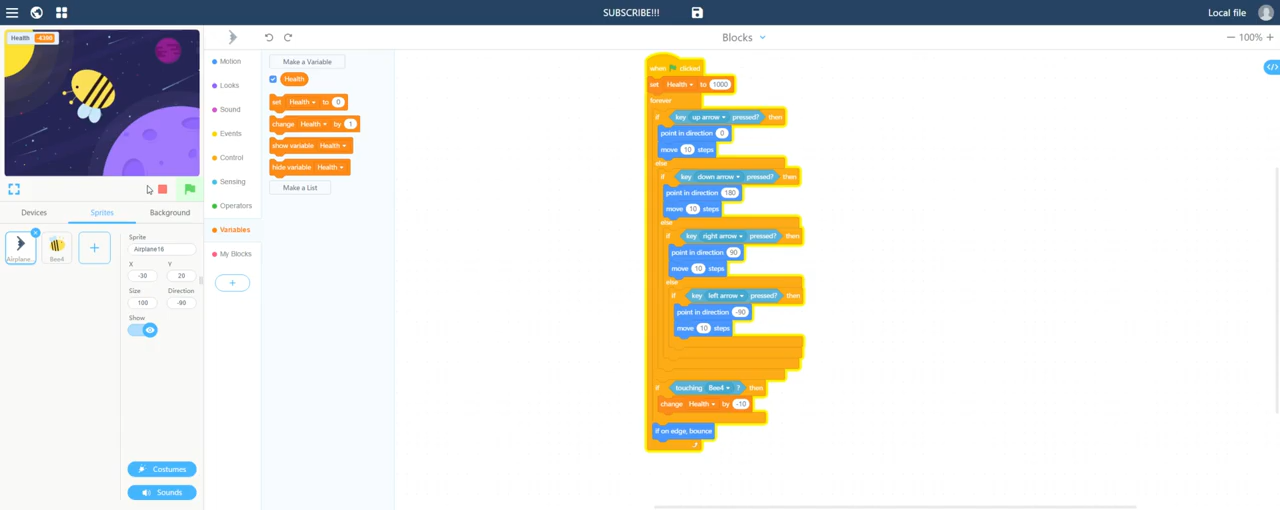 SUBSCRIBE!!!
Local file
Health -4300
Blocks
100%
Motion
Looks
Sound
Events
Control
Sensing
Operators
Variables
My Blocks
Make a Variable
Health
set Health to 0
change Health by 1
show variable Health
hide variable Health
Make a List
Devices
Sprites
Background
Airplane..
Bee4
Sprite
Airplane16
X Y
-30 20
Size Direction
100 -90
Show
Costumes
Sounds
when clicked
set Health to 1000
forever
if key up arrow pressed? then
point in direction 0
move 10 steps
else
if key down arrow pressed? then
point in direction 180
move 10 steps
else
if key right arrow pressed? then
point in direction 90
move 10 steps
else
if key left arrow pressed? then
point in direction -90
move 10 steps
if touching Bee4 ? then
change Health by -10
if on edge, bounce